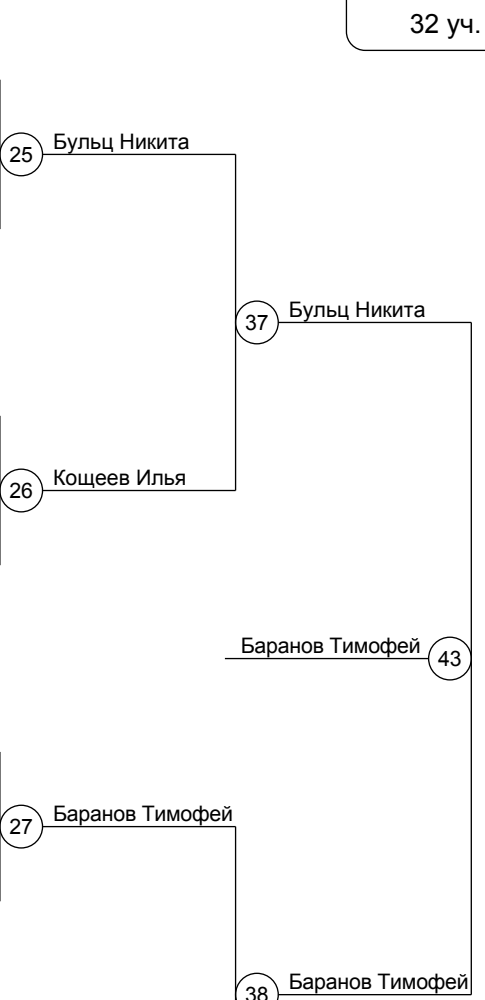 32 уч.
25 Бульц Никита
37 Бульц Никита
26 Кощеев Илья
Баранов Тимофей 43
27 Баранов Тимофей
38 Баранов Тимофей